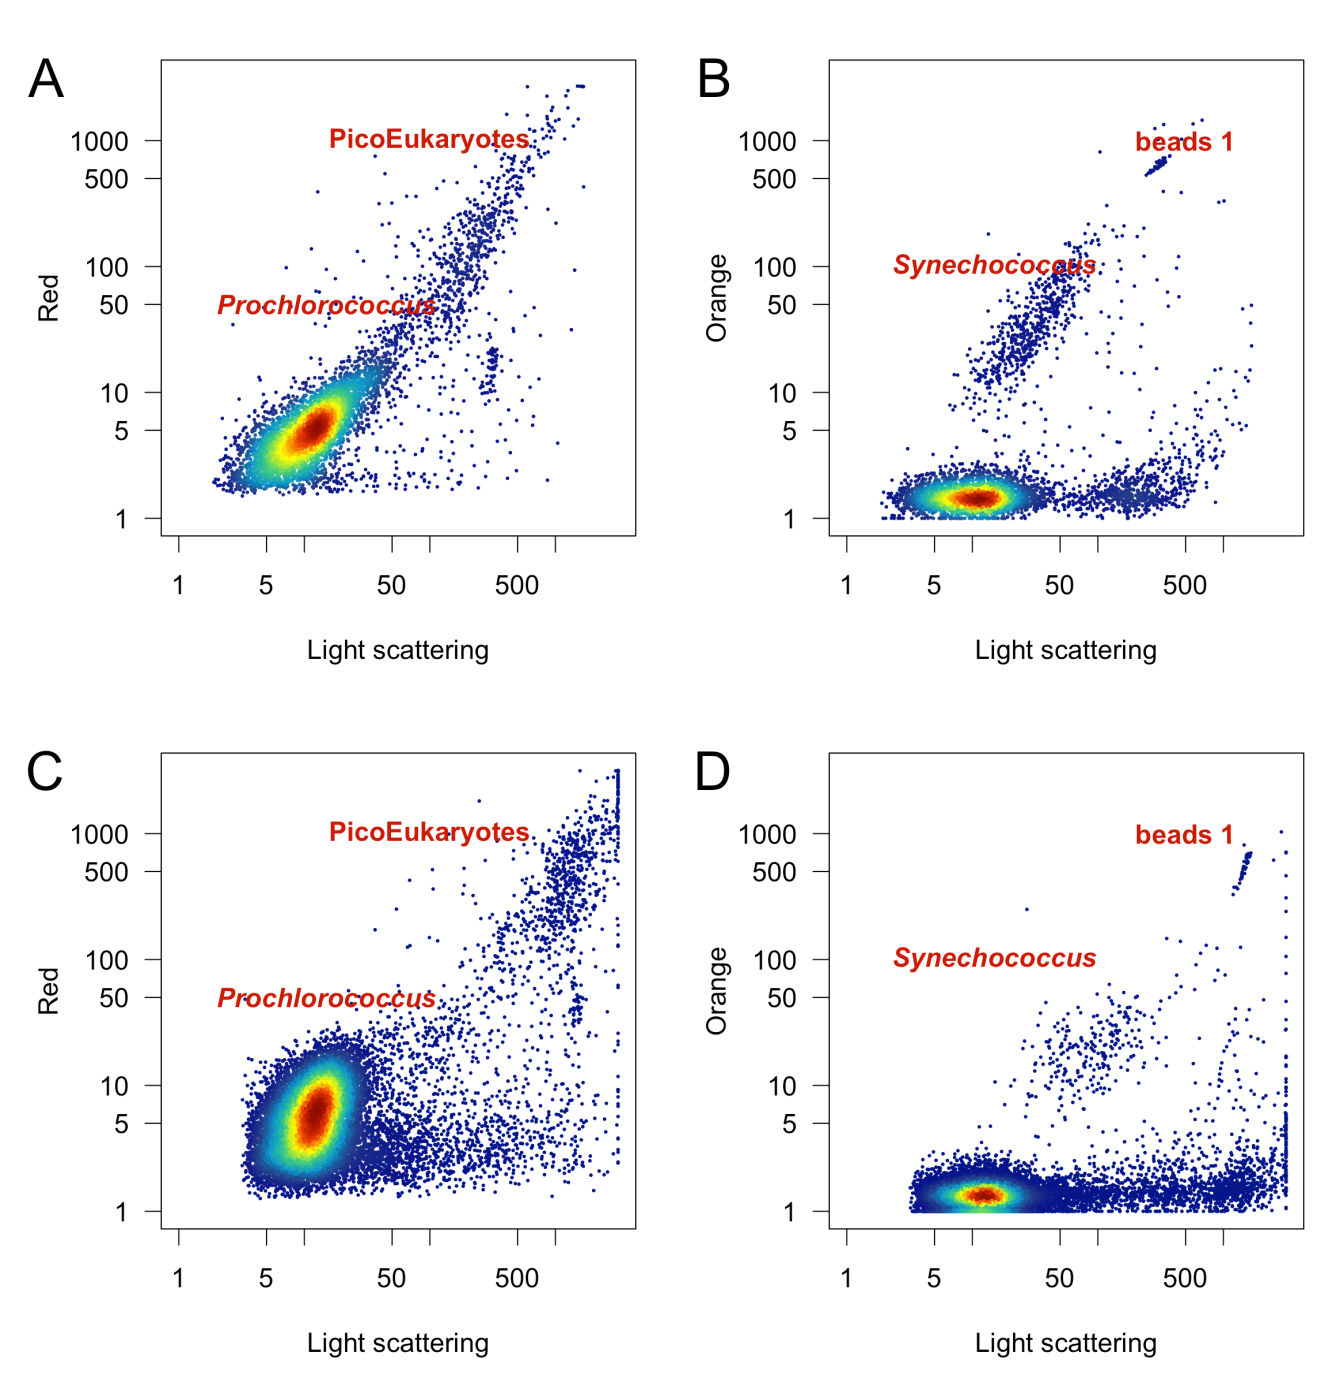 A
PicoEukaryotes
Prochlorococcus
Red
1000
500
100
50
10
5
1
1
5
50
500
Light scattering
B
beads 1
Synechococcus
Orange
1000
500
100
50
10
5
1
1
5
50
500
Light scattering
C
PicoEukaryotes
Prochlorococcus
Red
1000
500
100
50
10
5
1
1
5
50
500
Light scattering
D
beads 1
Synechococcus
Orange
1000
500
100
50
10
5
1
1
5
50
500
Light scattering